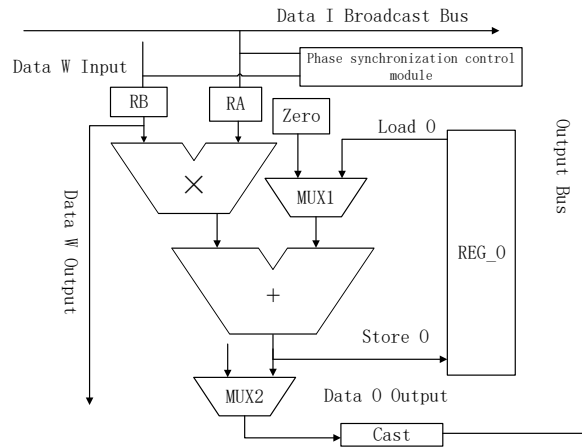 Data I Broadcast Bus
Data W Input
Phase synchronization control
module
RB
RA
Zero
Load O
Output Bus
×
MUX1
Data W Output
REG_O
+
Store O
MUX2
Data O Output
Cast